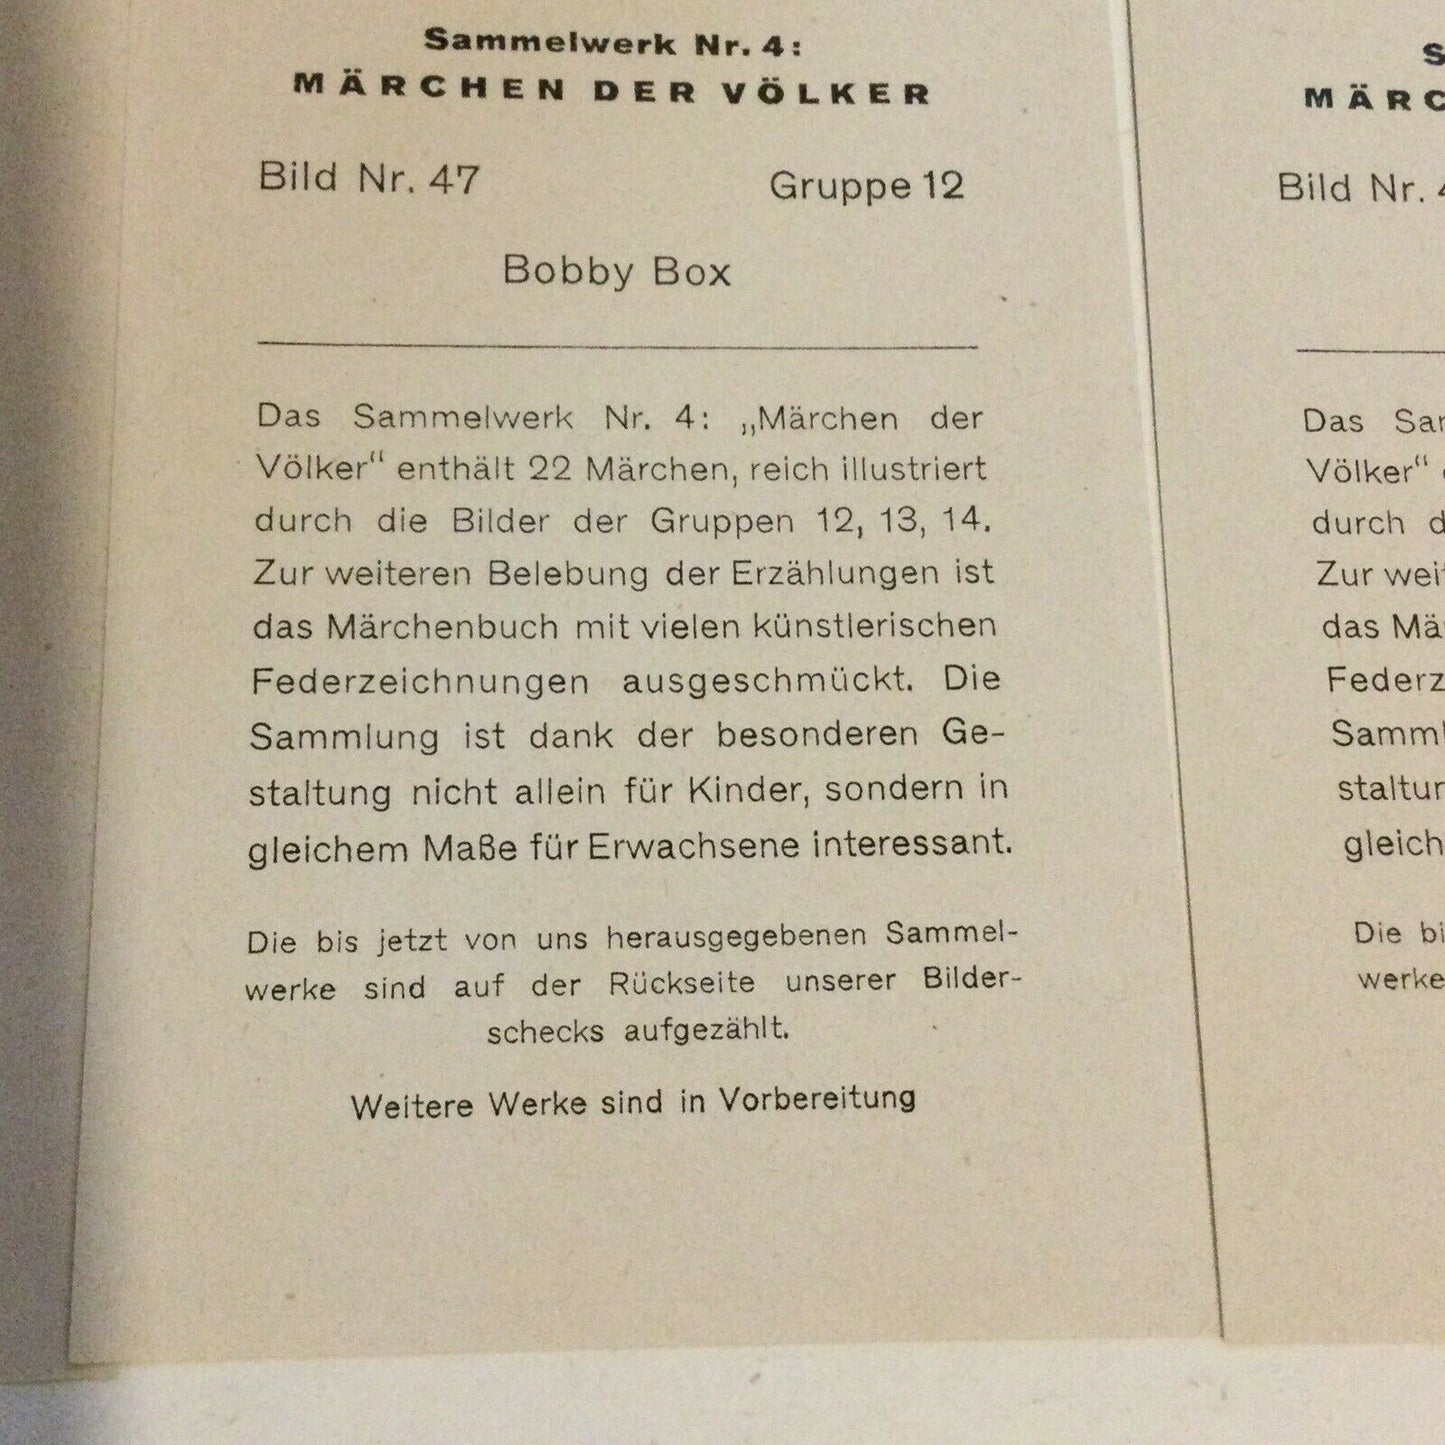 Sammelwerk Nr. 4:
MÄRCHEN DER VÖLKER
Bild Nr. 47 Gruppe 12
Bobby Box
Das Sammelwerk Nr. 4: „Märchen der
Völker“ enthält 22 Märchen, reich illustriert
durch die Bilder der Gruppen 12, 13, 14.
Zur weiteren Belebung der Erzählungen ist
das Märchenbuch mit vielen künstlerischen
Federzeichnungen ausgeschmückt. Die
Sammlung ist dank der besonderen Ge-
staltung nicht allein für Kinder, sondern in
gleichem Maße für Erwachsene interessant.
Die bis jetzt von uns herausgegebenen Sammel-
werke sind auf der Rückseite unserer Bilder-
schecks aufgezählt.
Weitere Werke sind in Vorbereitung
Bild Nr.
Das
Völker“
durch
Zur
das
Die
werke